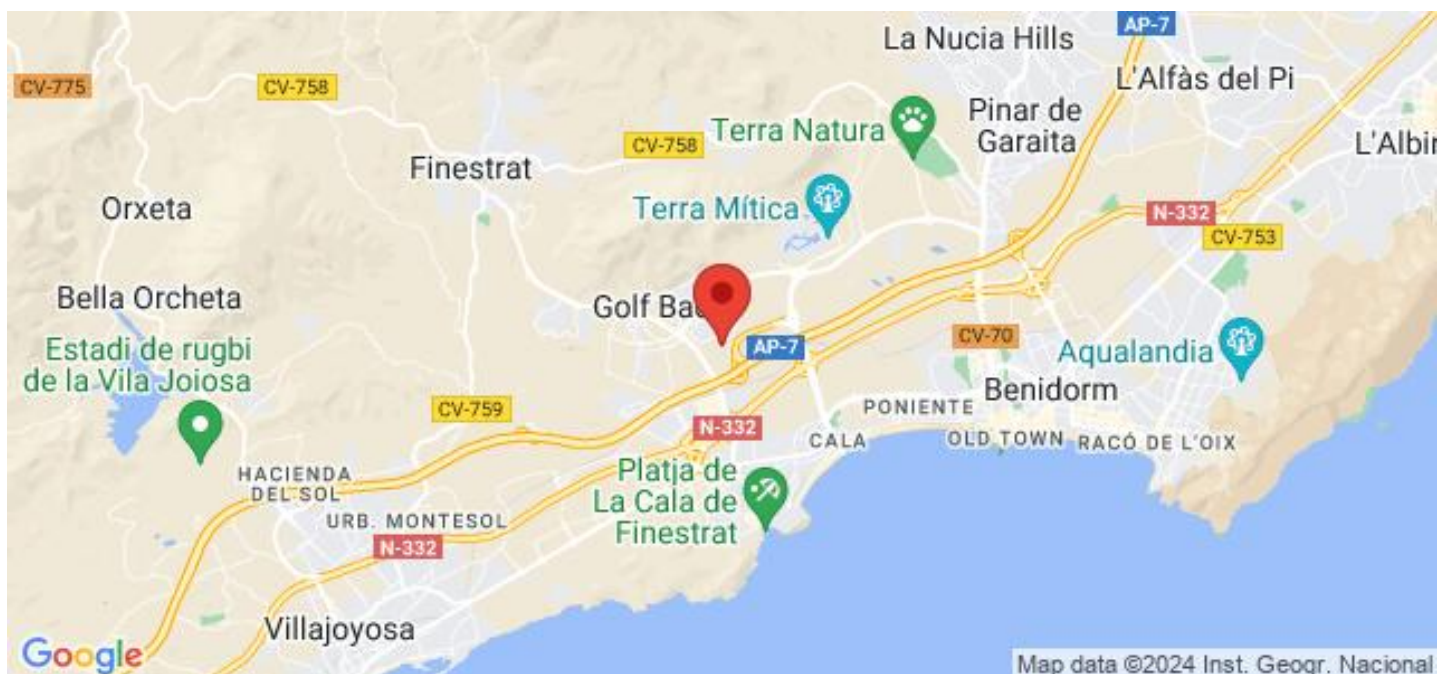 AP-7
La Nucia Hills
L'Alfàs del Pi
CV-775
CV-758
Terra Natura
Pinar de
Garaita
CV-758
L'Albir
Finestrat
Orxeta
Terra Mítica
N-332
CV-753
Bella Orcheta
Golf Ba
Estadi de rugbi
de la Vila Joiosa
AP-7
CV-70
Aqualandia
Benidorm
CV-759
PONIENTE
N-332
CALA
OLD TOWN
RACÓ DE L'OIX
HACIENDA
DEL SOL
Platja de
La Cala de
Finestrat
URB. MONTESOL
N-332
Villajoyosa
Google
Map data ©2024 Inst. Geogr. Nacional